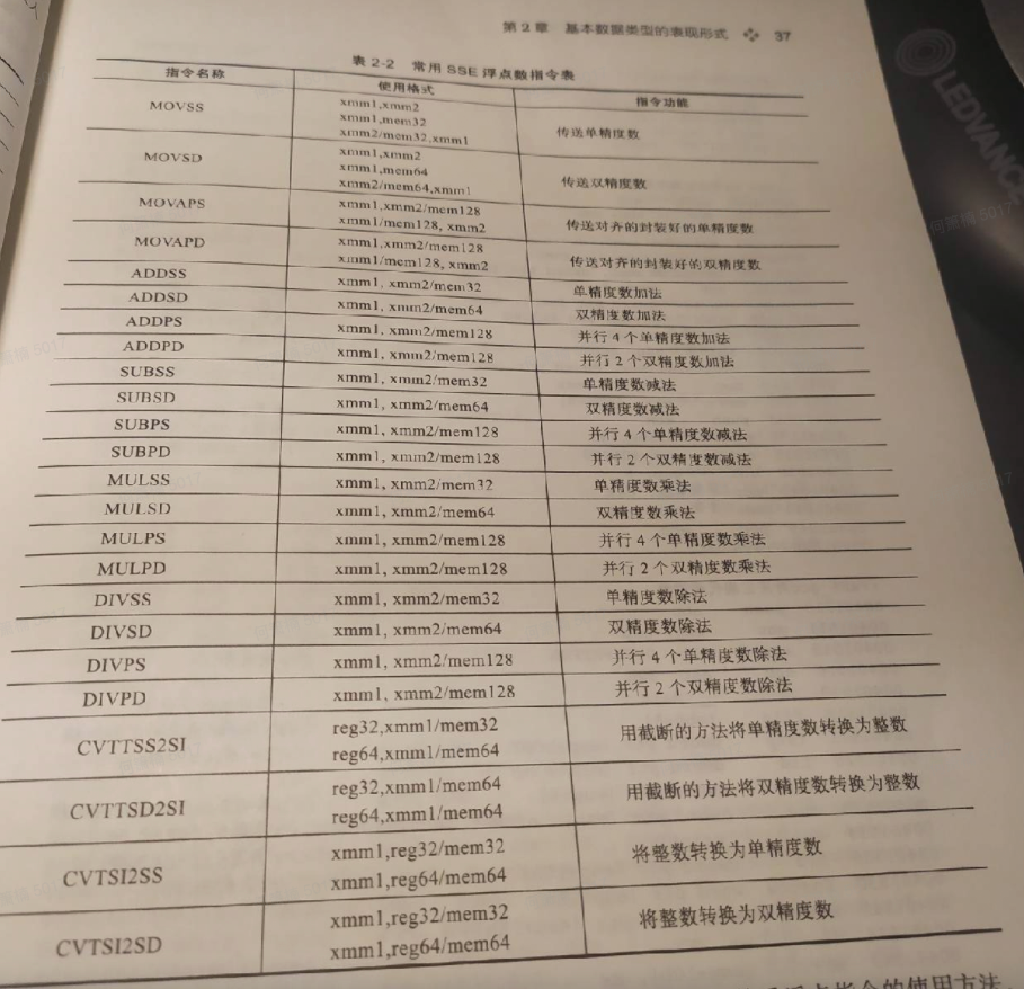 第2章 基本数据类型的表现形式 37
表 2-2 常用 SSE 浮点数指令表
指令名称 使用格式 指令功能
MOVSS xmm1,xmm2
xmm1,mem32
xmm2/mem32,xmm1 传送单精度数
MOVSD xmm1,xmm2
xmm1,mem64
xmm2/mem64,xmm1 传送双精度数
MOVAPS xmm1,xmm2/mem128
xmm1/mem128, xmm2 传送对齐的封装好的单精度数
MOVAPD xmm1,xmm2/mem128
xmm1/mem128, xmm2 传送对齐的封装好的双精度数
ADDSS xmm1, xmm2/mem32 单精度数加法
ADDSD xmm1, xmm2/mem64 双精度数加法
ADDPS xmm1, xmm2/mem128 并行 4 个单精度数加法
ADDPD xmm1, xmm2/mem128 并行 2 个双精度数加法
SUBSS xmm1, xmm2/mem32 单精度数减法
SUBSD xmm1, xmm2/mem64 双精度数减法
SUBPS xmm1, xmm2/mem128 并行 4 个单精度数减法
SUBPD xmm1, xmm2/mem128 并行 2 个双精度数减法
MULSS xmm1, xmm2/mem32 单精度数乘法
MULSD xmm1, xmm2/mem64 双精度数乘法
MULPS xmm1, xmm2/mem128 并行 4 个单精度数乘法
MULPD xmm1, xmm2/mem128 并行 2 个双精度数乘法
DIVSS xmm1, xmm2/mem32 单精度数除法
DIVSD xmm1, xmm2/mem64 双精度数除法
DIVPS xmm1, xmm2/mem128 并行 4 个单精度数除法
DIVPD xmm1, xmm2/mem128 并行 2 个双精度数除法
CVTTSS2SI reg32,xmm1/mem32
reg64,xmm1/mem64 用截断的方法将单精度数转换为整数
CVTTSD2SI reg32,xmm1/mem64
reg64,xmm1/mem64 用截断的方法将双精度数转换为整数
CVTSI2SS xmm1,reg32/mem32
xmm1,reg64/mem64 将整数转换为单精度数
CVTSI2SD xmm1,reg32/mem32
xmm1,reg64/mem64 将整数转换为双精度数
指令的使用方法
LEDVANCE
5017